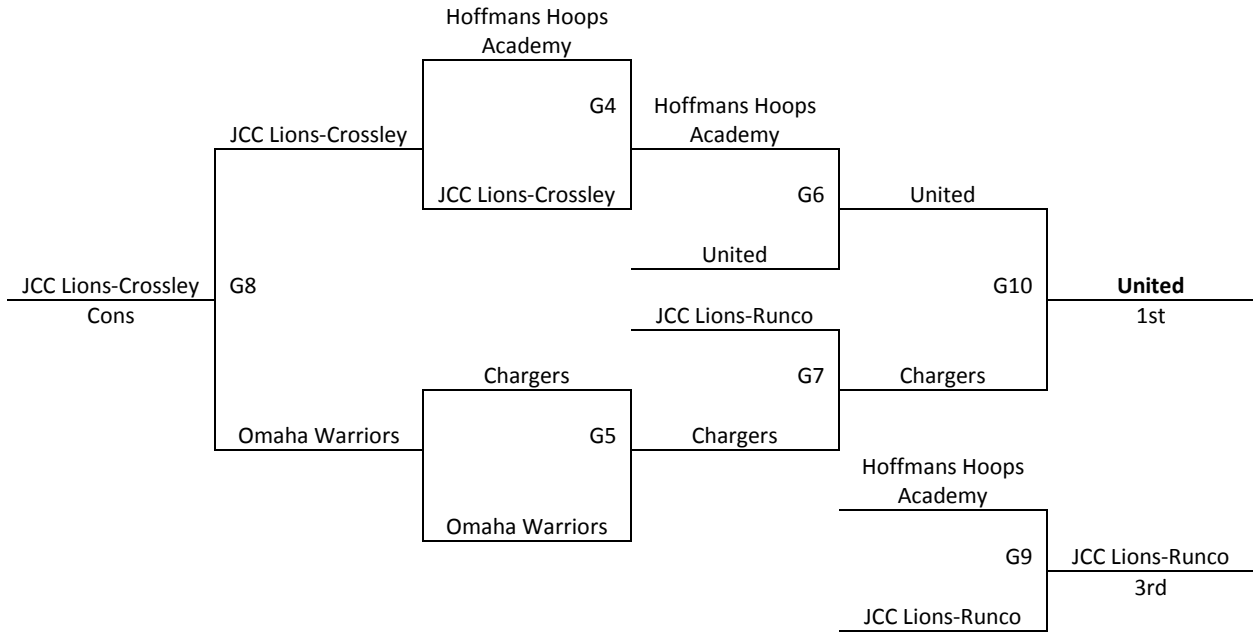 Hoffmans Hoops
Academy
G4
Hoffmans Hoops
Academy
JCC Lions-Crossley
JCC Lions-Crossley
G6
United
United
JCC Lions-Crossley
G8
G10
United
Cons
1st
JCC Lions-Runco
Chargers
G7
Chargers
Omaha Warriors
G5
Chargers
Hoffmans Hoops
Academy
Omaha Warriors
G9
JCC Lions-Runco
3rd
JCC Lions-Runco